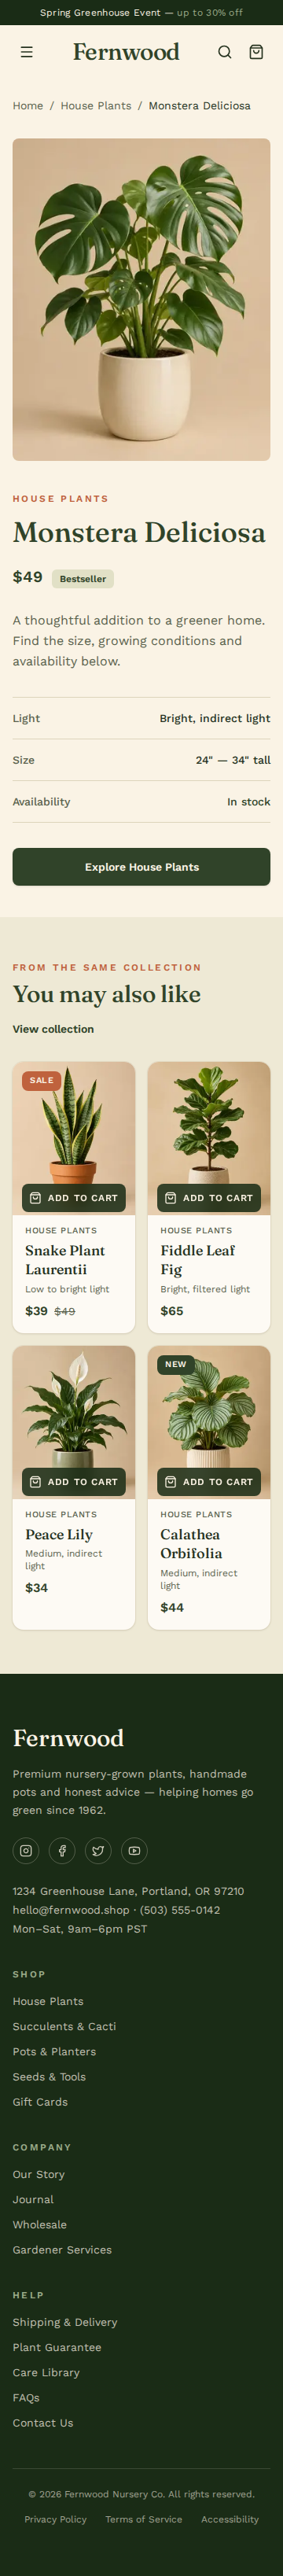 Spring Greenhouse Event — up to 30% off
Fernwood
Home / House Plants / Monstera Deliciosa
HOUSE PLANTS
Monstera Deliciosa
$49 Bestseller
A thoughtful addition to a greener home.
Find the size, growing conditions and
availability below.
Light Bright, indirect light
Size 24" — 34" tall
Availability In stock
Explore House Plants
FROM THE SAME COLLECTION
You may also like
View collection
SALE
ADD TO CART
HOUSE PLANTS
Snake Plant
Laurentii
Low to bright light
$39 $49
ADD TO CART
HOUSE PLANTS
Fiddle Leaf
Fig
Bright, filtered light
$65
ADD TO CART
HOUSE PLANTS
Peace Lily
Medium, indirect
light
$34
NEW
ADD TO CART
HOUSE PLANTS
Calathea
Orbifolia
Medium, indirect
light
$44
Fernwood
Premium nursery-grown plants, handmade
pots and honest advice — helping homes go
green since 1962.
1234 Greenhouse Lane, Portland, OR 97210
hello@fernwood.shop · (503) 555-0142
Mon–Sat, 9am–6pm PST
SHOP
House Plants
Succulents & Cacti
Pots & Planters
Seeds & Tools
Gift Cards
COMPANY
Our Story
Journal
Wholesale
Gardener Services
HELP
Shipping & Delivery
Plant Guarantee
Care Library
FAQs
Contact Us
© 2026 Fernwood Nursery Co. All rights reserved.
Privacy Policy Terms of Service Accessibility